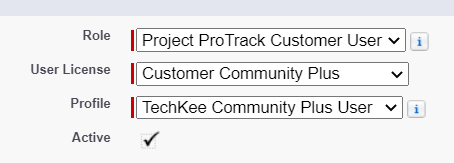 Role Project ProTrack Customer User
User License Customer Community Plus
Profile TechKee Community Plus User
Active